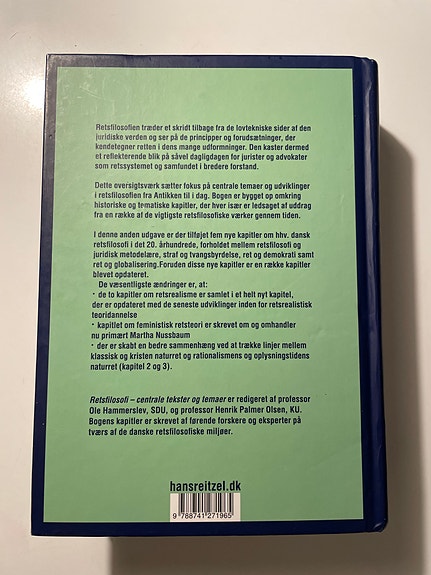 Retsfilosofien træder et skridt tilbage fra de lovtekniske sider af den
juridiske verden og ser på de principper og forudsætninger, der
kendetegner retten i dens mange udformninger. Den kaster dermed
et reflekterende blik på såvel dagligdagen for jurister og advokater
som retssystemet og samfundet i bredere forstand.
Dette oversigtsværk sætter fokus på centrale temaer og udviklinger
i retsfilosofien fra Antikken til i dag. Bogen er bygget op omkring
historiske og tematiske kapitler, der hver især er ledsaget af uddrag
fra en række af de vigtigste retsfilosofiske værker gennem tiden.
I denne anden udgave er der tilføjet fem nye kapitler om hhv. dansk
retsfilosofi i det 20. århundrede, forholdet mellem retsfilosofi og
juridisk metodelære, straf og tvangsbyrdelse, ret og demokrati samt
ret og globalisering.Foruden disse nye kapitler er en række kapitler
blevet opdateret.
De væsentligste ændringer er, at:
• de to kapitler om retsrealisme er samlet i et helt nyt kapitel,
der er opdateret med de seneste udviklinger inden for retsrealistisk
teoridannelse
• kapitlet om feministisk retsteori er skrevet om og omhandler
nu primært Martha Nussbaum
• der er skabt en bedre sammenhæng ved at trække linjer mellem
klassisk og kristen naturret og rationalismens og oplysningstidens
naturret (kapitel 2 og 3).
Retsfilosofi – centrale tekster og temaer er redigeret af professor
Ole Hammerslev, SDU, og professor Henrik Palmer Olsen, KU.
Bogens kapitler er skrevet af førende forskere og eksperter på
tværs af de danske retsfilosofiske miljøer.
hansreitzel.dk
9 788741 271965